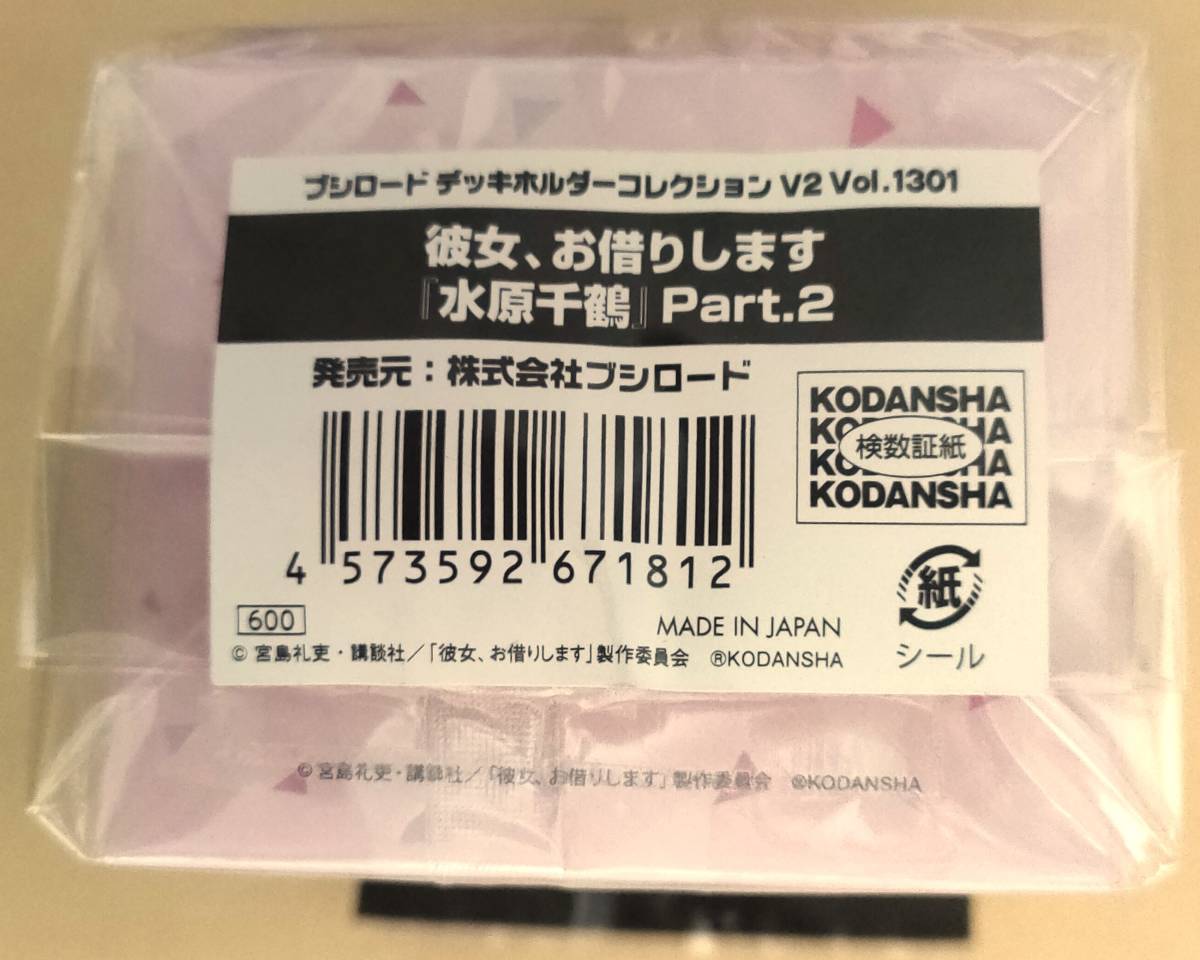 ブシロード デッキホルダーコレクション V2 Vol.1301
彼女、お借りします
『水原千鶴』 Part.2
発売元：株式会社ブシロード
KODANSHA
KO HA
検数証紙
KO HA
KODANSHA
4 573592 671812
紙
シール
600
MADE IN JAPAN
© 宮島礼吏・講談社／「彼女、お借りします」製作委員会 ®KODANSHA
© 宮島礼吏・講談社／「彼女、お借りします」製作委員会 ®KODANSHA